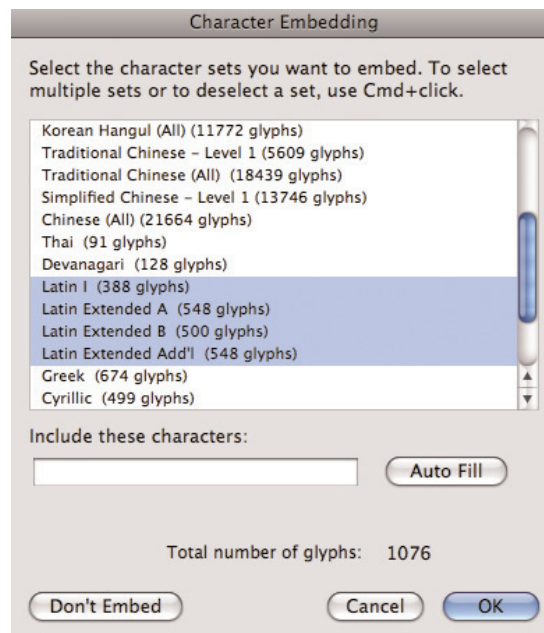 Character Embedding
Select the character sets you want to embed. To select
multiple sets or to deselect a set, use Cmd+click.
Korean Hangul (All) (11772 glyphs)
Traditional Chinese – Level 1 (5609 glyphs)
Traditional Chinese (All) (18439 glyphs)
Simplified Chinese – Level 1 (13746 glyphs)
Chinese (All) (21664 glyphs)
Thai (91 glyphs)
Devanagari (128 glyphs)
Latin I (388 glyphs)
Latin Extended A (548 glyphs)
Latin Extended B (500 glyphs)
Latin Extended Add'l (548 glyphs)
Greek (674 glyphs)
Cyrillic (499 glyphs)
Include these characters:
Auto Fill
Total number of glyphs: 1076
Don't Embed Cancel OK